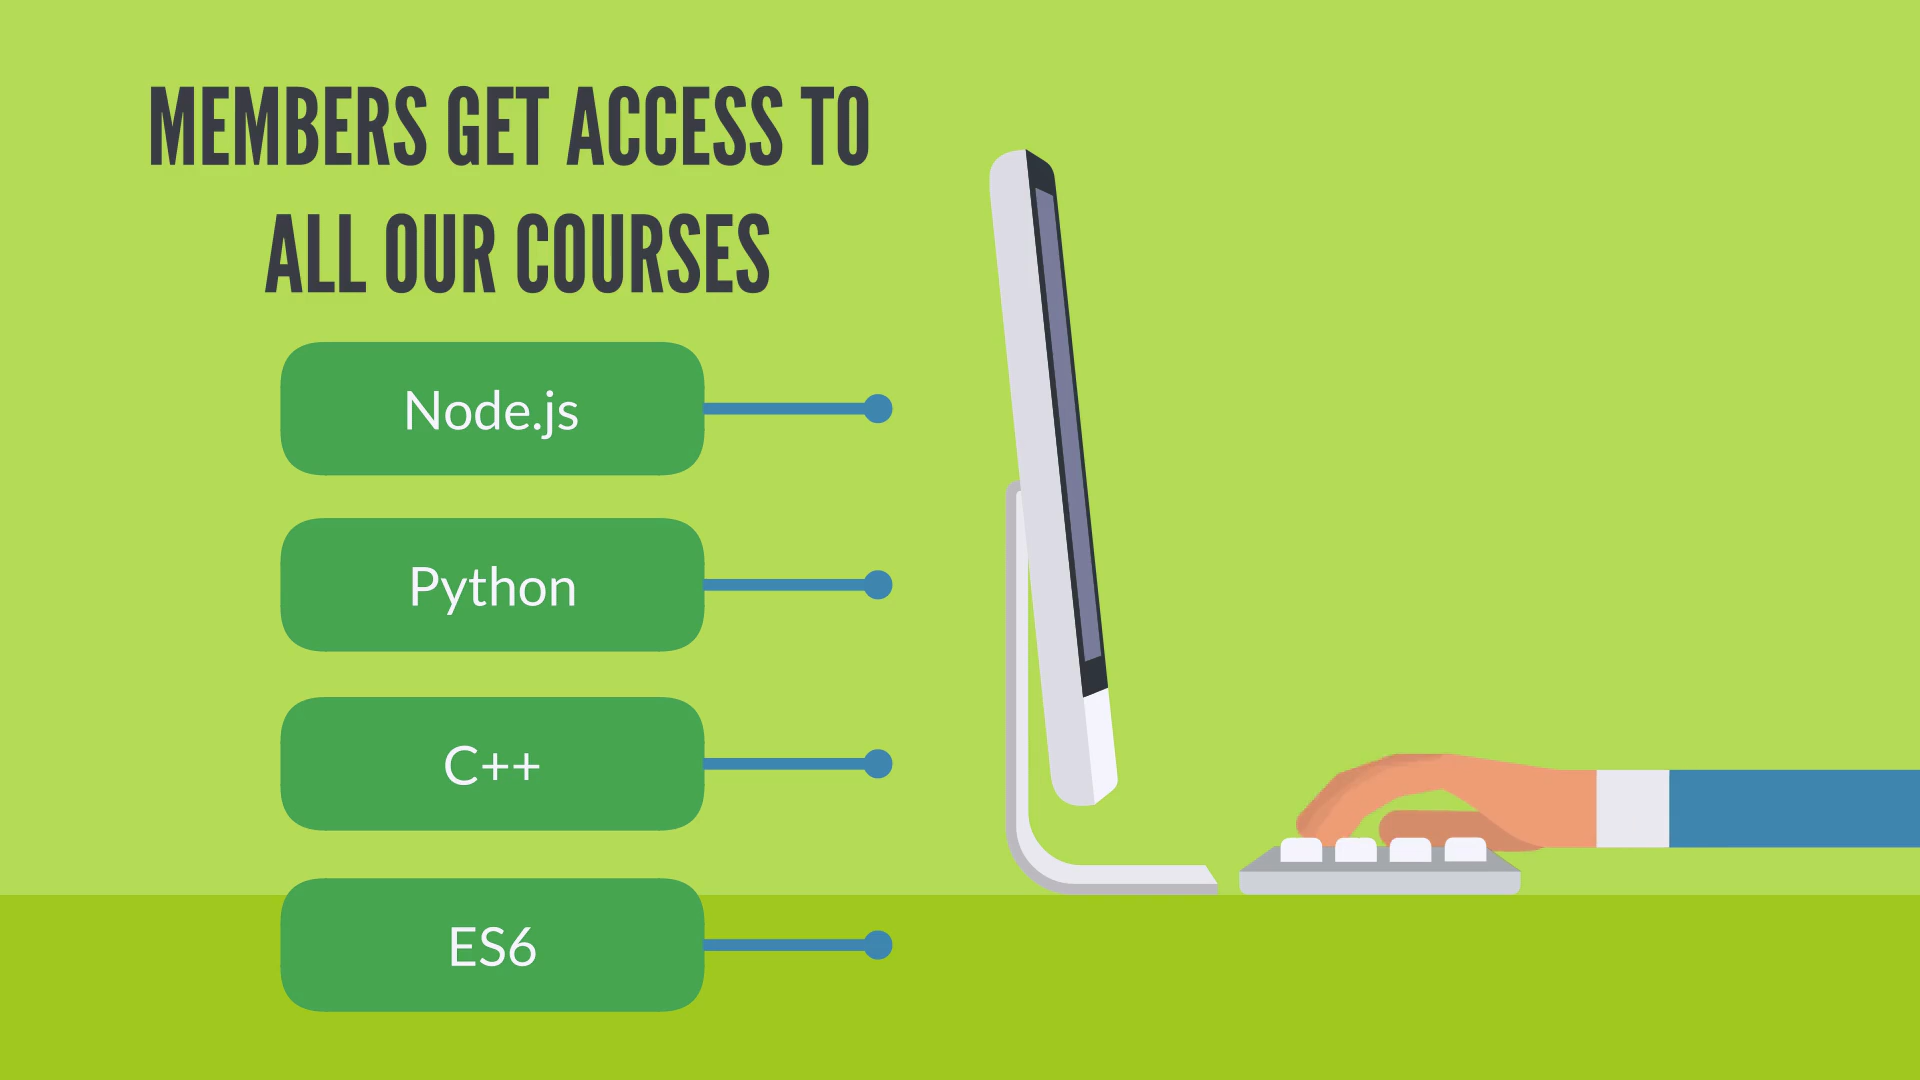 MEMBERS GET ACCESS TO
ALL OUR COURSES
Node.js
Python
C++
ES6